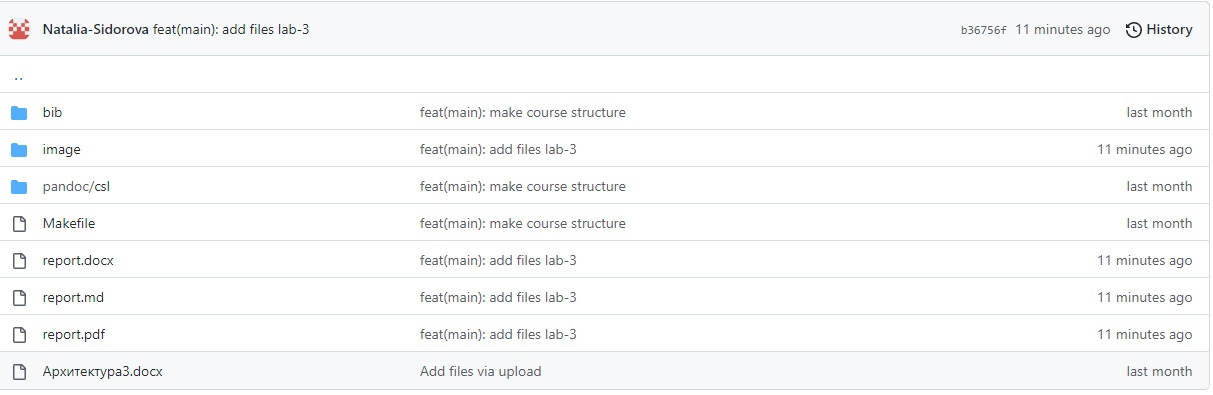 Natalia-Sidorova feat(main): add files lab-3 b36756f 11 minutes ago History
..
bib feat(main): make course structure last month
image feat(main): add files lab-3 11 minutes ago
pandoc/csl feat(main): make course structure last month
Makefile feat(main): make course structure last month
report.docx feat(main): add files lab-3 11 minutes ago
report.md feat(main): add files lab-3 11 minutes ago
report.pdf feat(main): add files lab-3 11 minutes ago
Архитектура3.docx Add files via upload last month